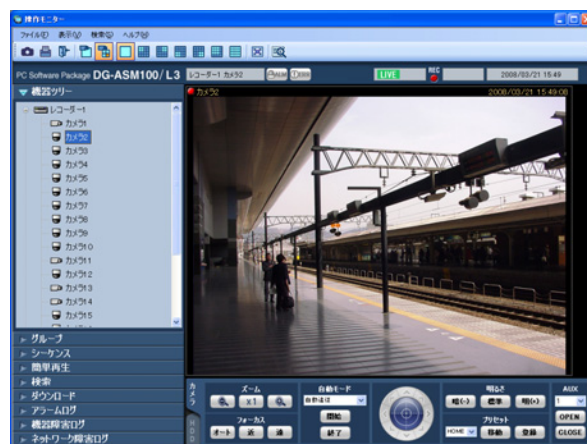 操作モニター
ファイル(F) 表示(V) 検索(S) ヘルプ(H)
PC Software Package DG-ASM100/L3
レコーダー1 カメラ2
ALM
ERR
LIVE
REC
2008/03/21 15:49
機器ツリー
レコーダー1
カメラ1
カメラ2
カメラ3
カメラ4
カメラ5
カメラ6
カメラ7
カメラ8
カメラ9
カメラ10
カメラ11
カメラ12
カメラ13
カメラ14
カメラ15
グループ
シーケンス
簡単再生
検索
ダウンロード
アラームログ
機器障害ログ
ネットワーク障害ログ
カメラ2
2008/03/21 15:49:08
カメラ
HDD
ズーム
x1
フォーカス
オート 近 遠
自動モード
自動追従
開始
終了
明るさ
暗(-) 標準 明(+)
プリセット
HOME 移動 登録
AUX
1
OPEN
CLOSE